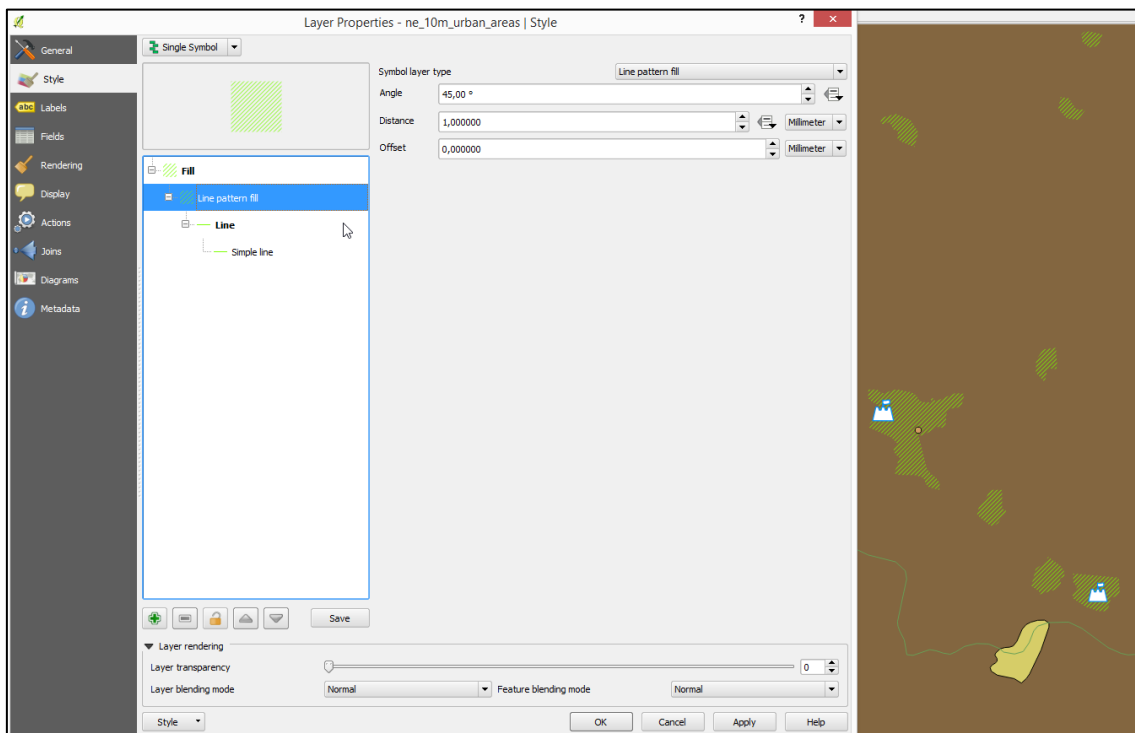 Layer Properties - ne_10m_urban_areas | Style
?
General
Style
abc Labels
Fields
Rendering
Display
Actions
Joins
Diagrams
Metadata
Single Symbol
Fill
Line pattern fill
Line
Simple line
Save
Symbol layer type Line pattern fill
Angle 45,00 °
Distance 1,000000 Millimeter
Offset 0,000000 Millimeter
Layer rendering
Layer transparency 0
Layer blending mode Normal Feature blending mode Normal
Style OK Cancel Apply Help